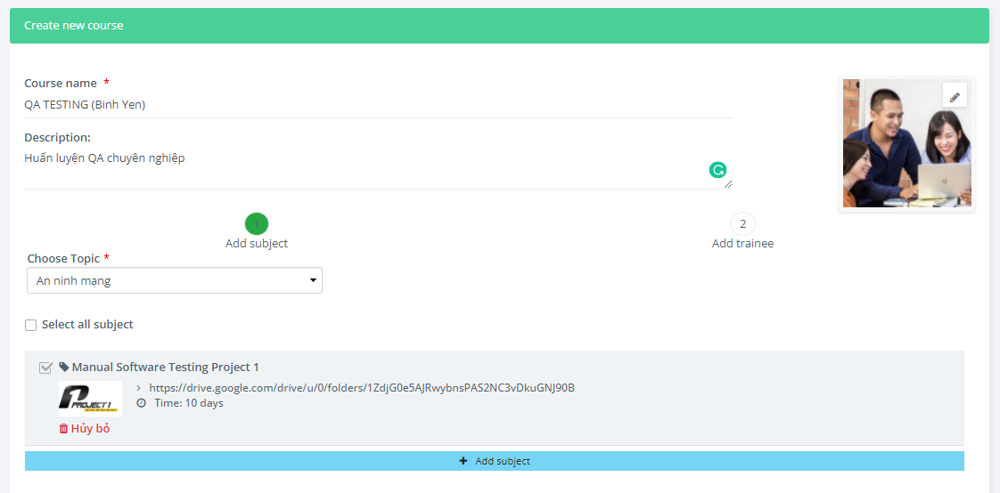 Create new course
Course name *
QA TESTING (Binh Yen)
Description:
Huấn luyện QA chuyên nghiệp
1
2
Add subject
Add trainee
Choose Topic *
An ninh mạng
Select all subject
Manual Software Testing Project 1
https://drive.google.com/drive/u/0/folders/1ZdjG0e5AJRwybnsPAS2NC3vDkuGNJ90B
PROJECT 1
Time: 10 days
Hủy bỏ
+ Add subject